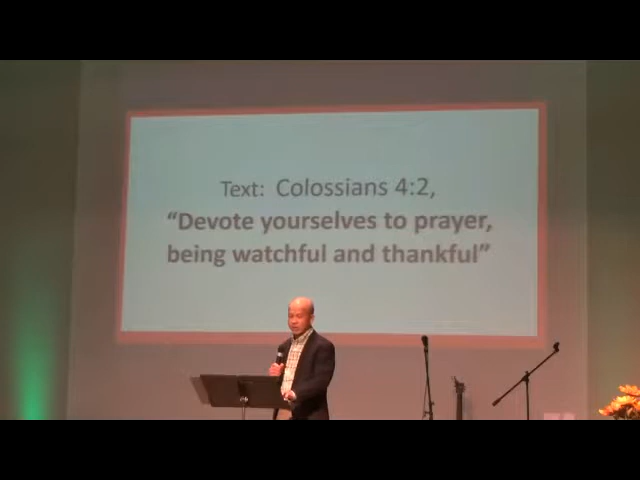 Text: Colossians 4:2,
“Devote yourselves to prayer,
being watchful and thankful”